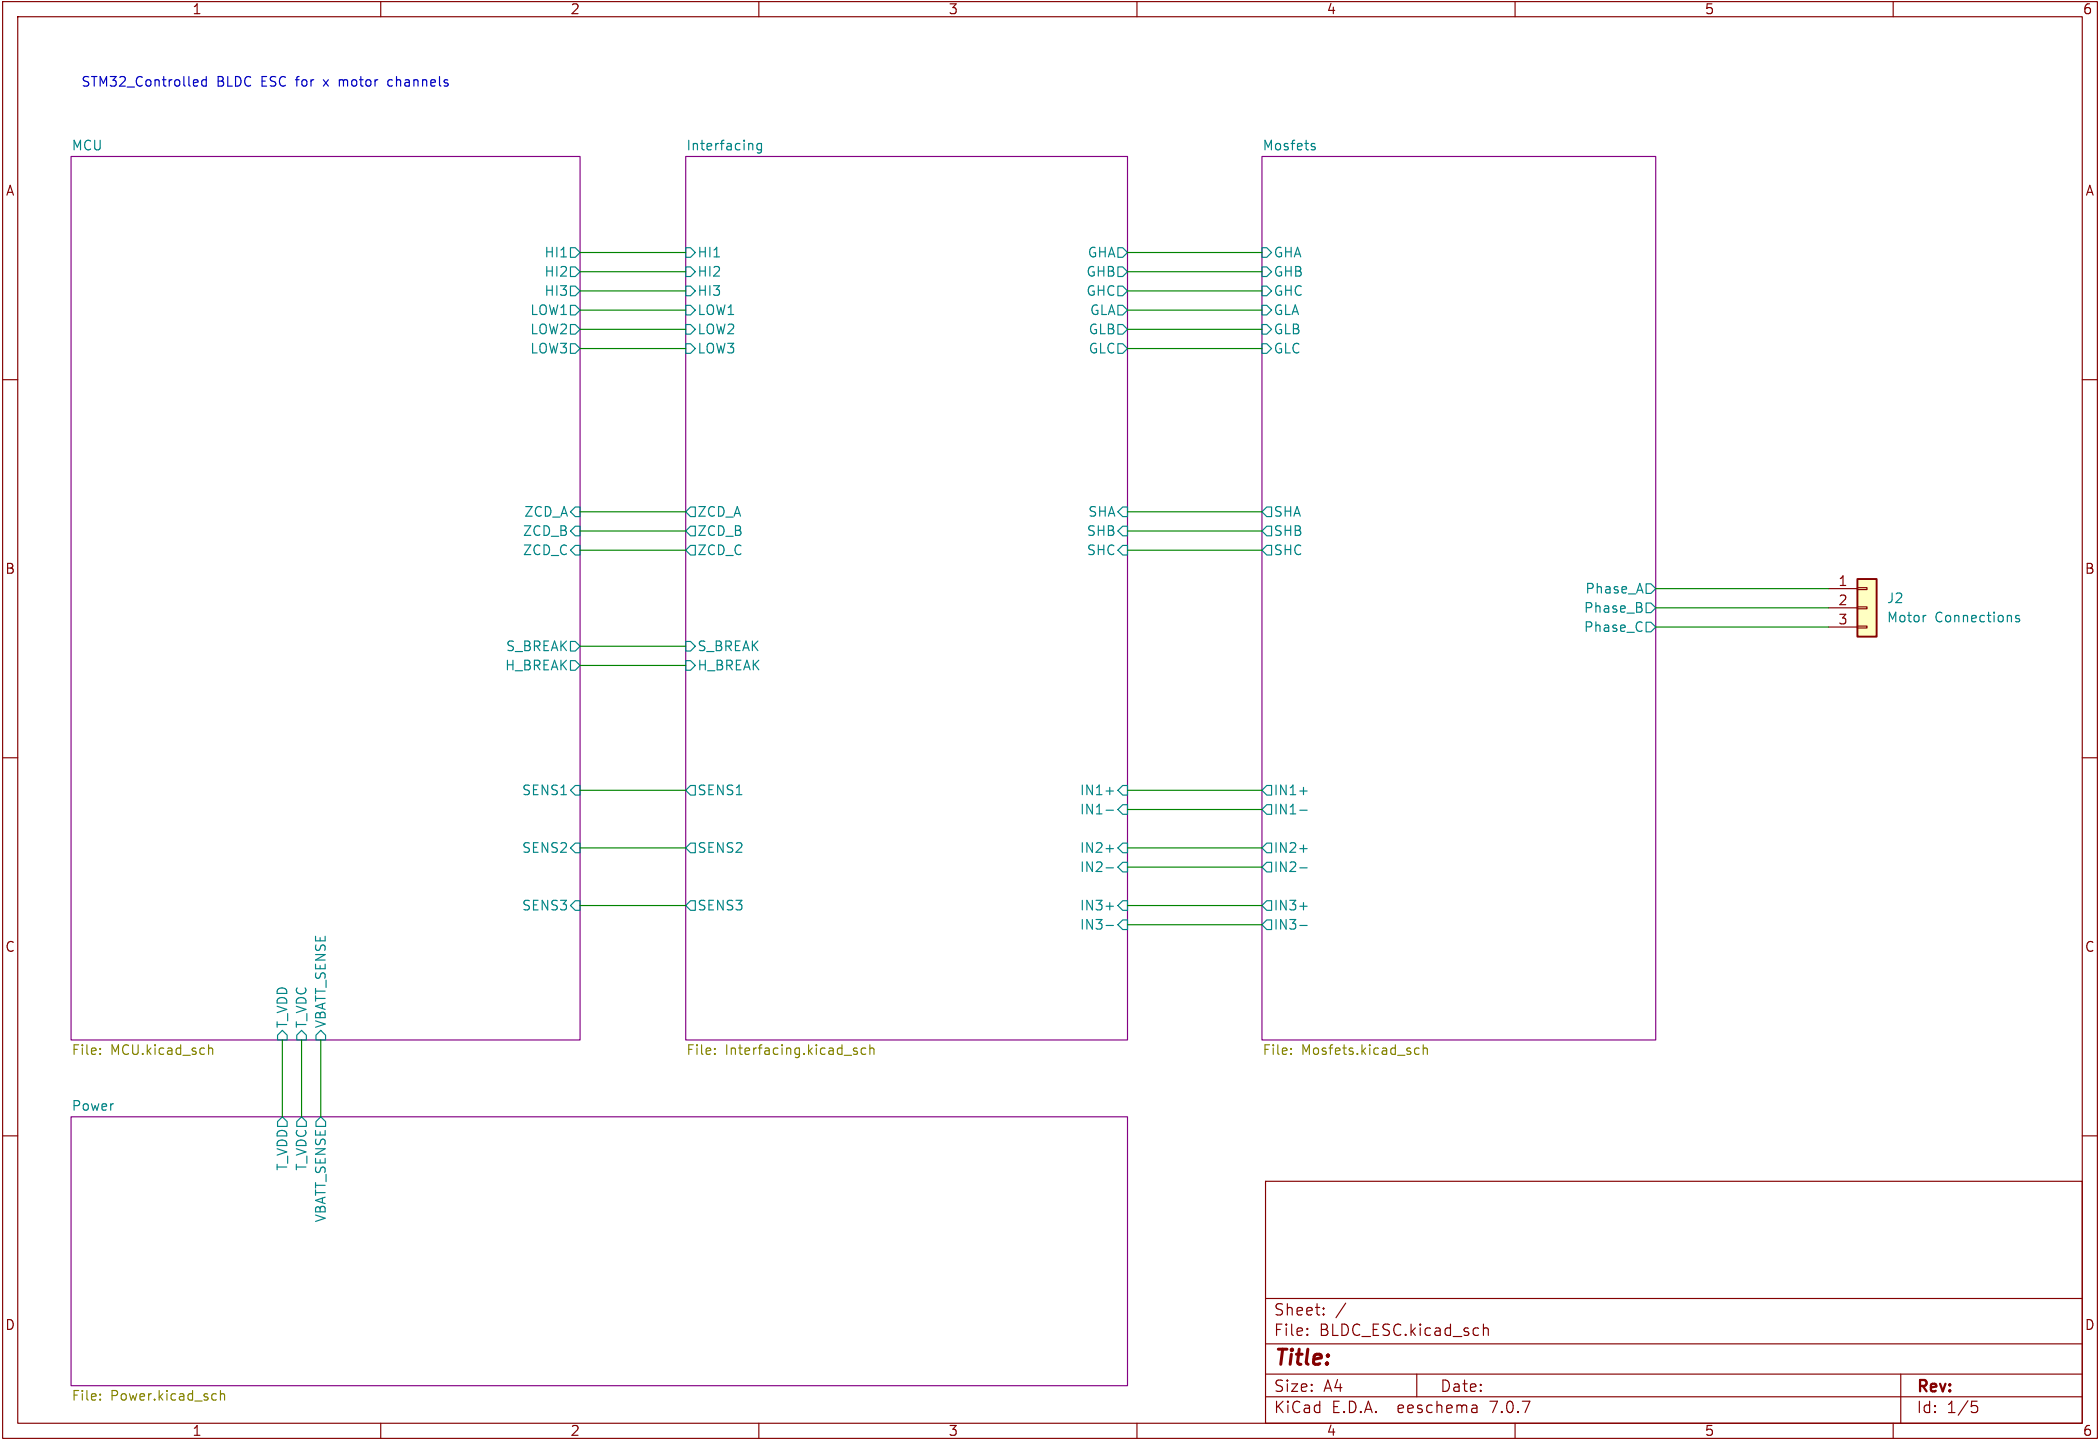 1 2 3 4 5 6
STM32_Controlled BLDC ESC for x motor channels
MCU
Interfacing
Mosfets
A
A
HI1
HI1
GHA
GHA
HI2
HI2
GHB
GHB
HI3
HI3
GHC
GHC
LOW1
LOW1
GLA
GLA
LOW2
LOW2
GLB
GLB
LOW3
LOW3
GLC
GLC
ZCD_A
ZCD_A
SHA
SHA
ZCD_B
ZCD_B
SHB
SHB
ZCD_C
ZCD_C
SHC
SHC
B
B
Phase_A
1
Phase_B
2
Phase_C
3
J2
Motor Connections
S_BREAK
S_BREAK
H_BREAK
H_BREAK
SENS1
SENS1
IN1+
IN1+
IN1-
IN1-
SENS2
SENS2
IN2+
IN2+
IN2-
IN2-
SENS3
SENS3
IN3+
IN3+
IN3-
IN3-
C
C
T_VDD
T_VDC
VBATT_SENSE
File: MCU.kicad_sch
File: Interfacing.kicad_sch
File: Mosfets.kicad_sch
Power
T_VDD
T_VDC
VBATT_SENSE
D
D
File: Power.kicad_sch
Sheet: /
File: BLDC_ESC.kicad_sch
Title:
Size: A4
Date:
Rev:
KiCad E.D.A. eeschema 7.0.7
Id: 1/5
1 2 3 4 5 6